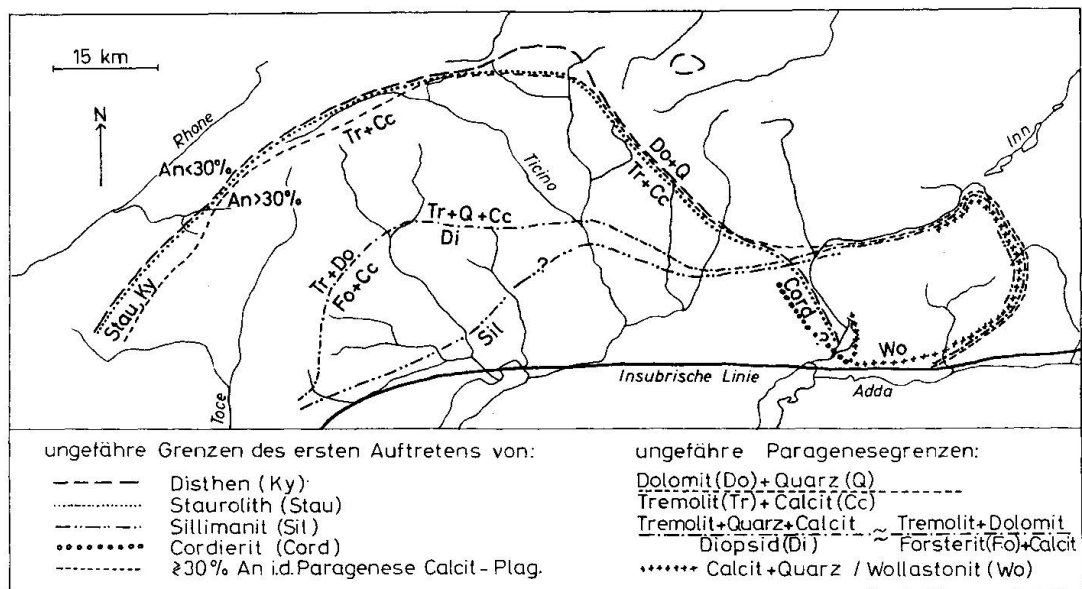 15 km
N
Rhone
An<30%
An>30%
Tr+Cc
Ticino
Do+Q
Tr+Cc
Inn
Tr+Q+Cc
Di
Tr+Do
Fo+Cc
?
Sil
Stau, Ky
Cord
?
Wo
Toce
Insubrische Linie
Adda
ungefähre Grenzen des ersten Auftretens von:
Disthen (Ky)
Staurolith (Stau)
Sillimanit (Sil)
Cordierit (Cord)
≷30% An i.d. Paragenese Calcit-Plag.
ungefähre Paragenesegrenzen:
Dolomit (Do) + Quarz (Q)
Tremolit (Tr) + Calcit (Cc)
Tremolit+Quarz+Calcit ≈ Tremolit+Dolomit
Diopsid (Di) Forsterit (Fo)+Calcit
Calcit+Quarz / Wollastonit (Wo)